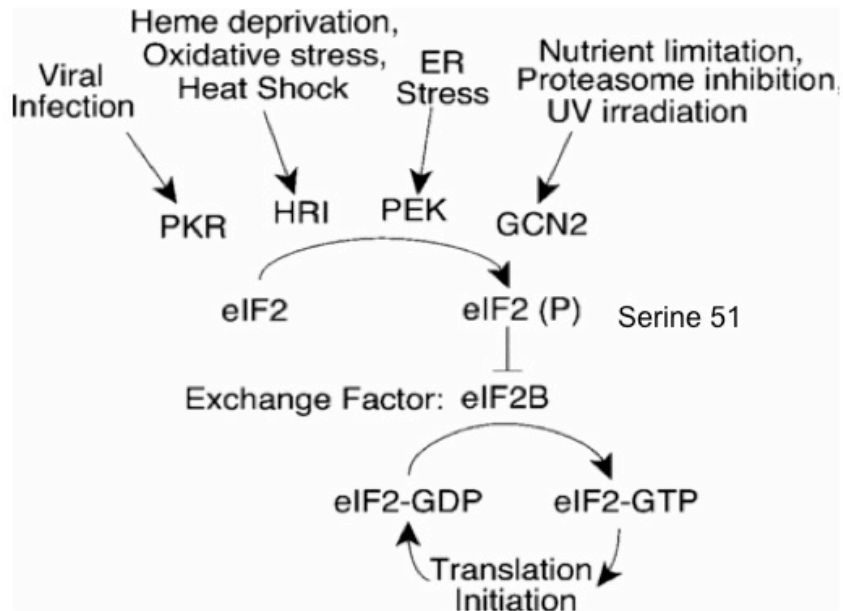 Viral
Infection
Heme deprivation,
Oxidative stress,
Heat Shock
ER
Stress
Nutrient limitation,
Proteasome inhibition,
UV irradiation
PKR
HRI
PEK
GCN2
eIF2
eIF2 (P)
Serine 51
Exchange Factor: eIF2B
eIF2-GDP
eIF2-GTP
Translation
Initiation